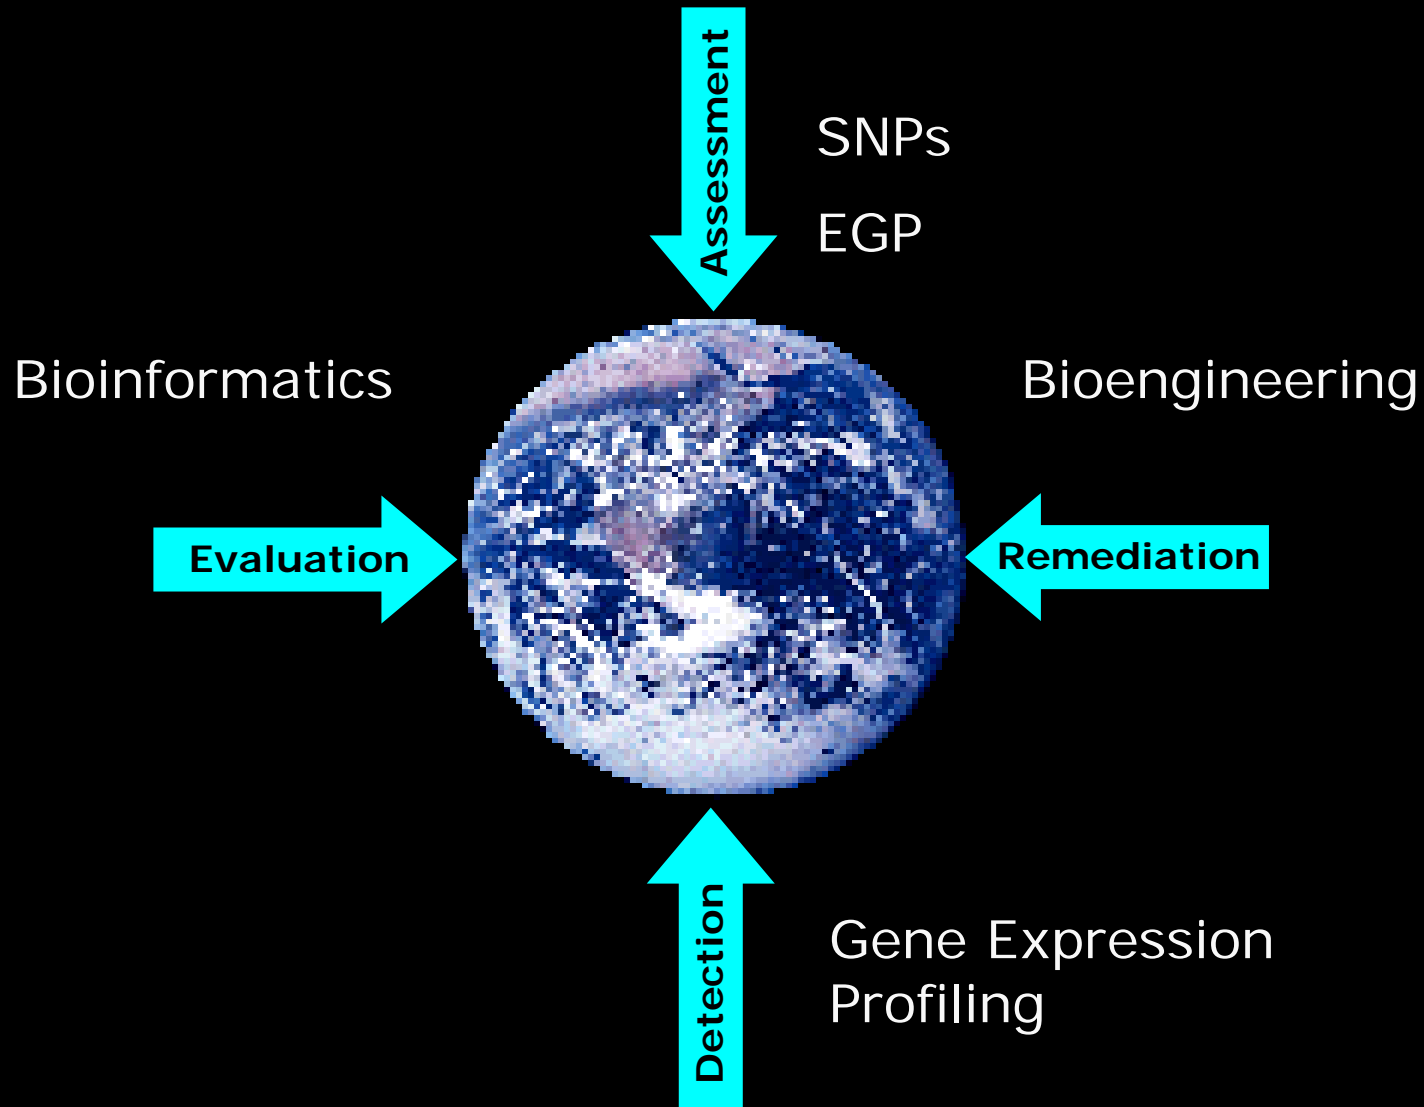 Assessment
SNPs
EGP
Bioinformatics
Bioengineering
Evaluation
Remediation
Detection
Gene Expression
Profiling